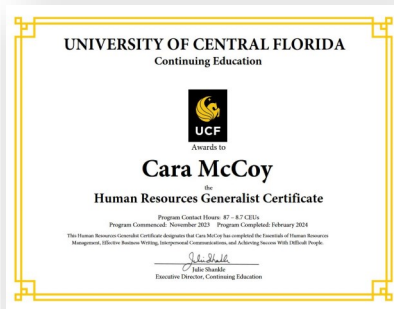 UNIVERSITY OF CENTRAL FLORIDA
Continuing Education
UCF
Awards to
Cara McCoy
the
Human Resources Generalist Certificate
Program Contact Hours: 87 – 8.7 CEUs
Program Commenced: November 2023 Program Completed: February 2024
This Human Resources Generalist Certificate designates that Cara McCoy has completed the Essentials of Human Resources
Management, Effective Business Writing, Interpersonal Communications, and Achieving Success With Difficult People.
Julie Shankle
Julie Shankle
Executive Director, Continuing Education